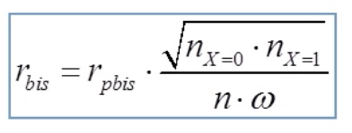 r_bis = r_pbis · √(n_X=0 · n_X=1) / (n · ω)